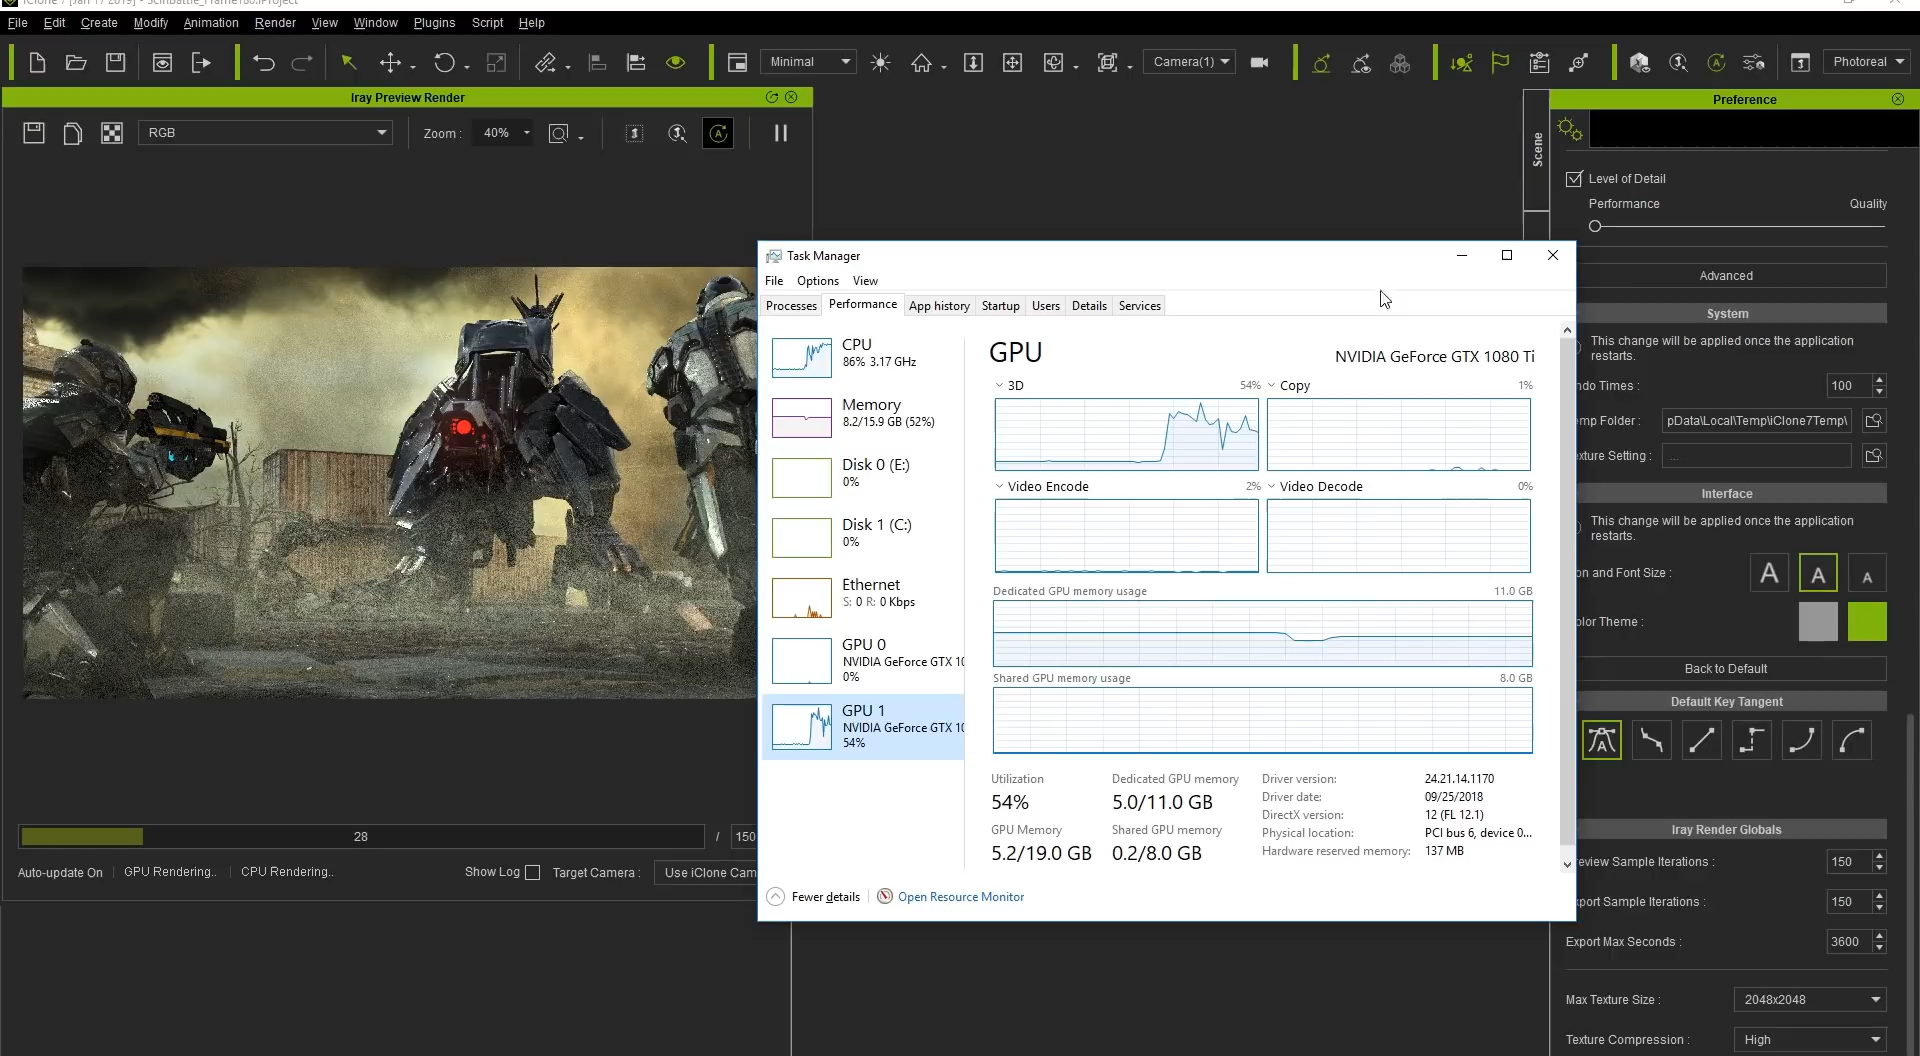 File Edit Create Modify Animation Render View Window Plugins Script Help
Minimal
Camera(1)
Photoreal
Iray Preview Render
RGB
Zoom :
40%
Scene
Preference
Level of Detail
Performance
Quality
Advanced
System
This change will be applied once the application
restarts.
ndo Times :
100
mp Folder :
pData\Local\Temp\iClone7Temp\
xture Setting :
...
Interface
This change will be applied once the application
restarts.
on and Font Size :
A
A
A
olor Theme :
Back to Default
Default Key Tangent
Iray Render Globals
review Sample Iterations :
150
xport Sample Iterations :
150
Export Max Seconds :
3600
Max Texture Size :
2048x2048
Texture Compression :
High
Task Manager
File Options View
Processes Performance App history Startup Users Details Services
CPU
86% 3.17 GHz
Memory
8.2/15.9 GB (52%)
Disk 0 (E:)
0%
Disk 1 (C:)
0%
Ethernet
S: 0 R: 0 Kbps
GPU 0
NVIDIA GeForce GTX 10
0%
GPU 1
NVIDIA GeForce GTX 10
54%
GPU
NVIDIA GeForce GTX 1080 Ti
3D
54%
Copy
1%
Video Encode
2%
Video Decode
0%
Dedicated GPU memory usage
11.0 GB
Shared GPU memory usage
8.0 GB
Utilization
54%
Dedicated GPU memory
5.0/11.0 GB
GPU Memory
5.2/19.0 GB
Shared GPU memory
0.2/8.0 GB
Driver version: 24.21.14.1170
Driver date: 09/25/2018
DirectX version: 12 (FL 12.1)
Physical location: PCI bus 6, device 0...
Hardware reserved memory: 137 MB
Fewer details
Open Resource Monitor
28
/ 150
Auto-update On
GPU Rendering..
CPU Rendering..
Show Log
Target Camera :
Use iClone Cam